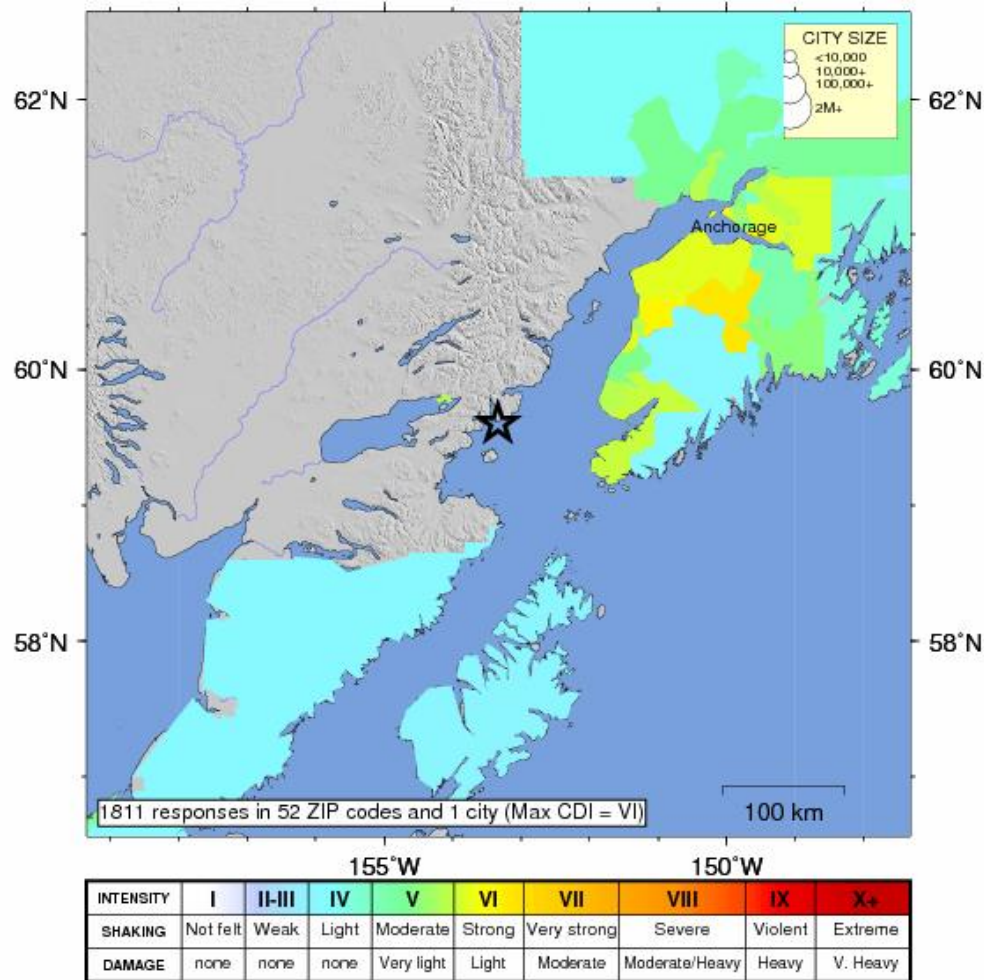 CITY SIZE
<10,000
10,000+
100,000+
2M+
62˚N
62˚N
Anchorage
60˚N
60˚N
58˚N
58˚N
1811 responses in 52 ZIP codes and 1 city (Max CDI = VI)
100 km
155˚W
150˚W
INTENSITY I II-III IV V VI VII VIII IX X+
SHAKING Not felt Weak Light Moderate Strong Very strong Severe Violent Extreme
DAMAGE none none none Very light Light Moderate Moderate/Heavy Heavy V. Heavy